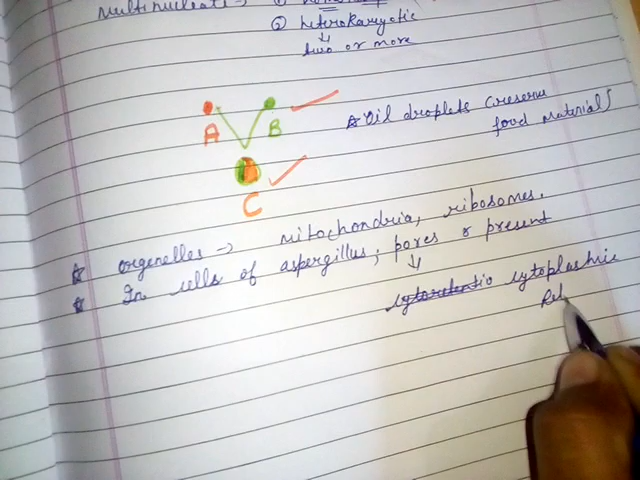 Multinucleate →
② heterokaryotic
↓
two or more
A
B
C
☆ Oil droplets (reserve
food material)
☆ organelles → mitochondria, ribosomes.
☆ In cells of aspergillus, pores r present
↓
cytoplasmic